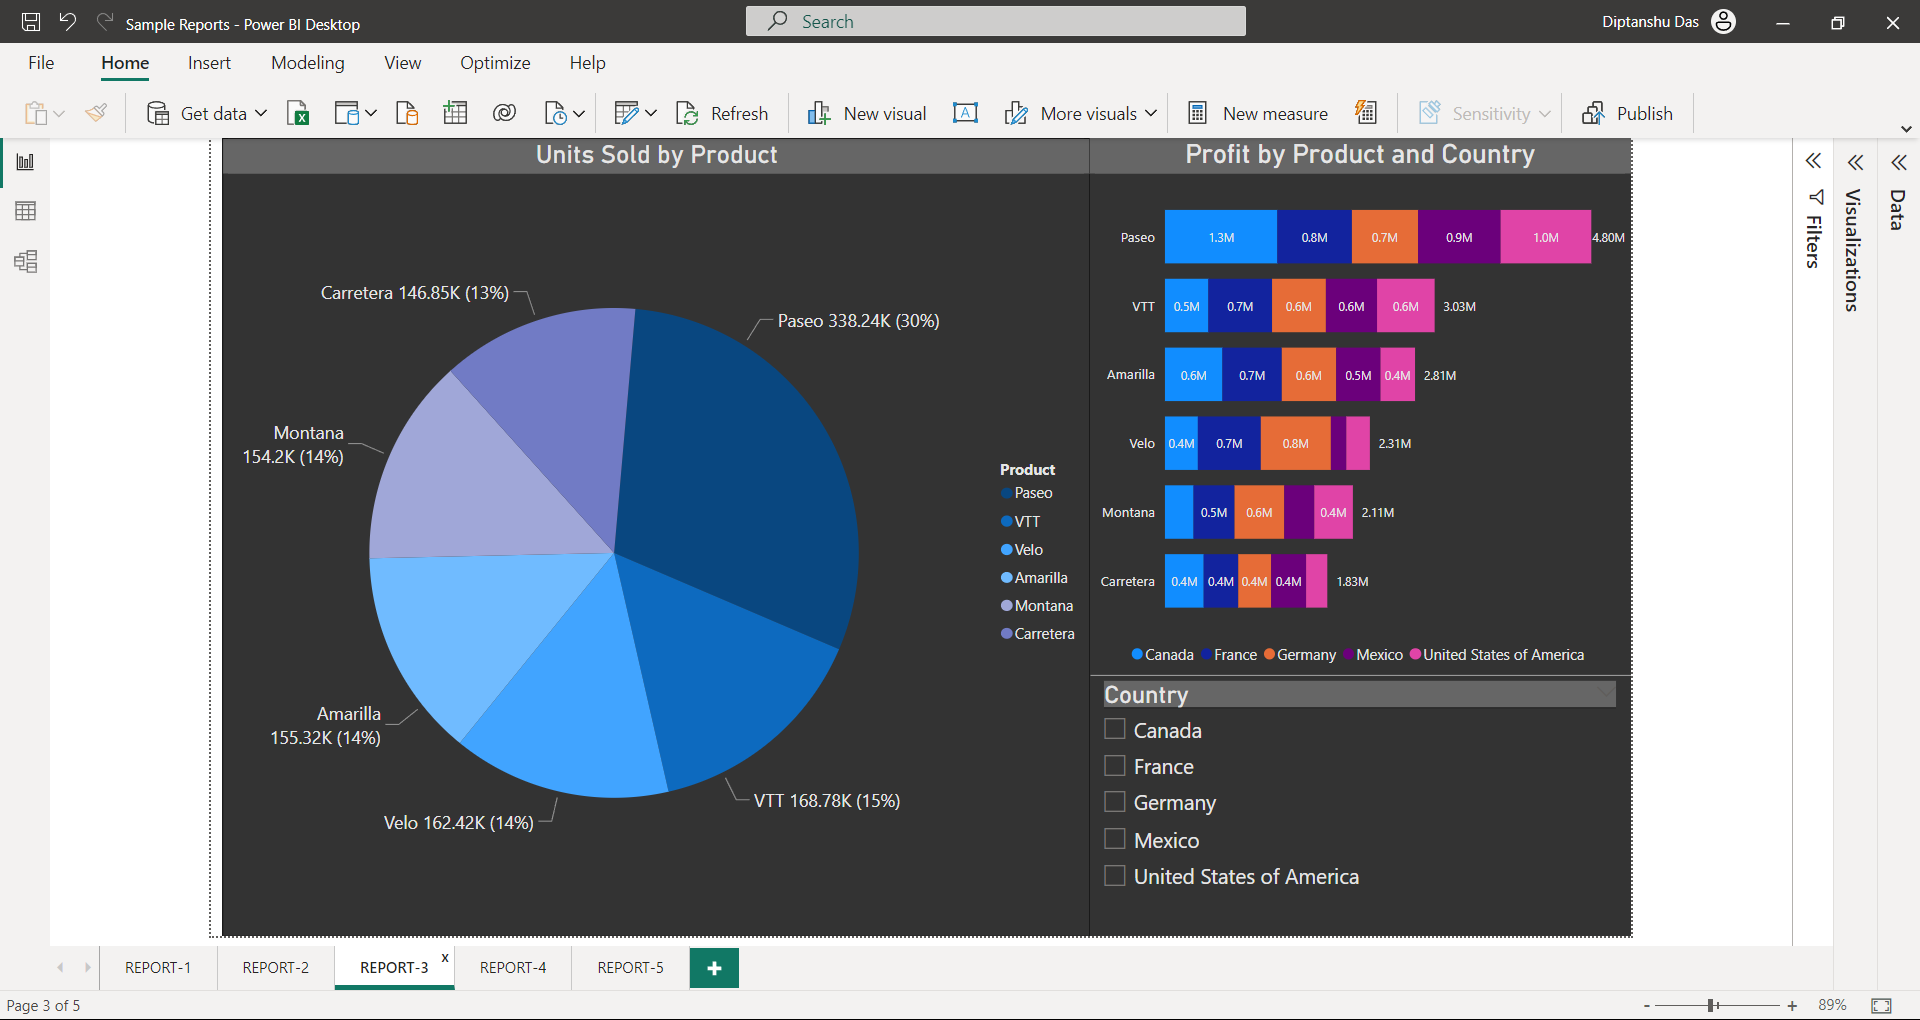 Sample Reports - Power BI Desktop
Search
Diptanshu Das
File Home Insert Modeling View Optimize Help
Get data
Refresh
New visual
A
More visuals
New measure
Sensitivity
Publish
Units Sold by Product
Carretera 146.85K (13%)
Paseo 338.24K (30%)
Montana
154.2K (14%)
Amarilla
155.32K (14%)
Velo 162.42K (14%)
VTT 168.78K (15%)
Product
Paseo
VTT
Velo
Amarilla
Montana
Carretera
Profit by Product and Country
Paseo 1.3M 0.8M 0.7M 0.9M 1.0M 4.80M
VTT 0.5M 0.7M 0.6M 0.6M 0.6M 3.03M
Amarilla 0.6M 0.7M 0.6M 0.5M 0.4M 2.81M
Velo 0.4M 0.7M 0.8M 2.31M
Montana 0.5M 0.6M 0.4M 2.11M
Carretera 0.4M 0.4M 0.4M 0.4M 1.83M
Canada France Germany Mexico United States of America
Country
Canada
France
Germany
Mexico
United States of America
Filters
Visualizations
Data
REPORT-1 REPORT-2 REPORT-3 x REPORT-4 REPORT-5 +
Page 3 of 5
- + 89%